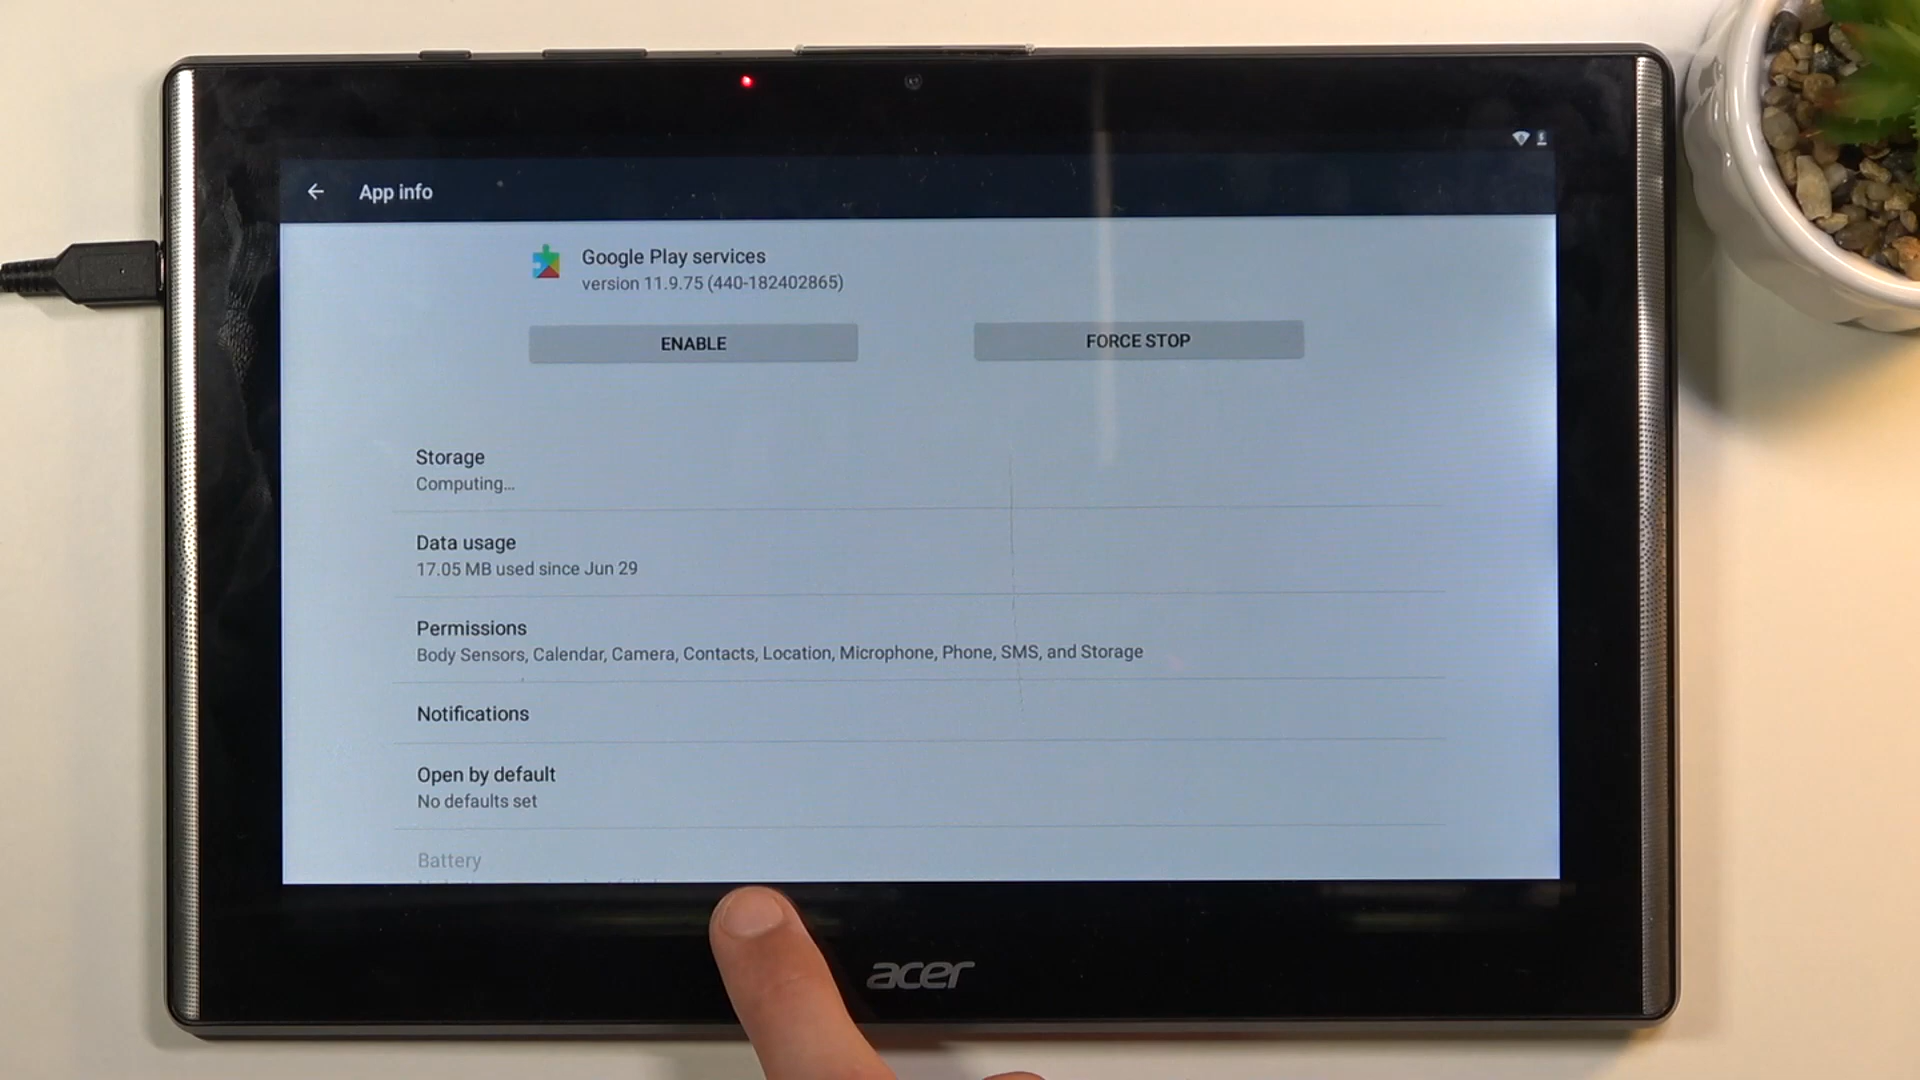 App info
Google Play services
version 11.9.75 (440-182402865)
ENABLE
FORCE STOP
Storage
Computing...
Data usage
17.05 MB used since Jun 29
Permissions
Body Sensors, Calendar, Camera, Contacts, Location, Microphone, Phone, SMS, and Storage
Notifications
Open by default
No defaults set
Battery
acer